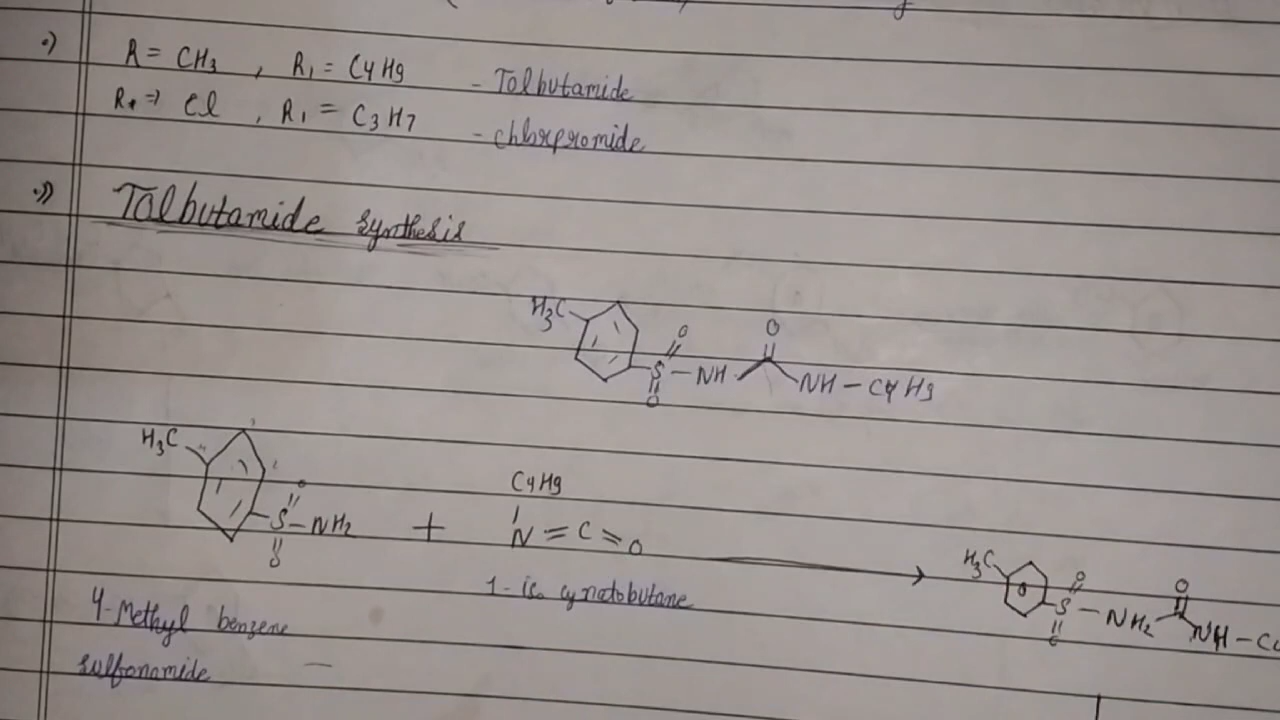 R = CH3 , R1 = C4H9 - Tolbutamide
R => Cl , R1 = C3H7 - chlorpromide
Tolbutamide synthesis
H3C
O
O
S - NH
O
NH - C4H9
H3C
C4H9
S - NH2 + N = C = O
O
H3C
O
O
S - NH2
NH - C
1- iso cynatobutane
4-Methyl benzene
sulfonamide -